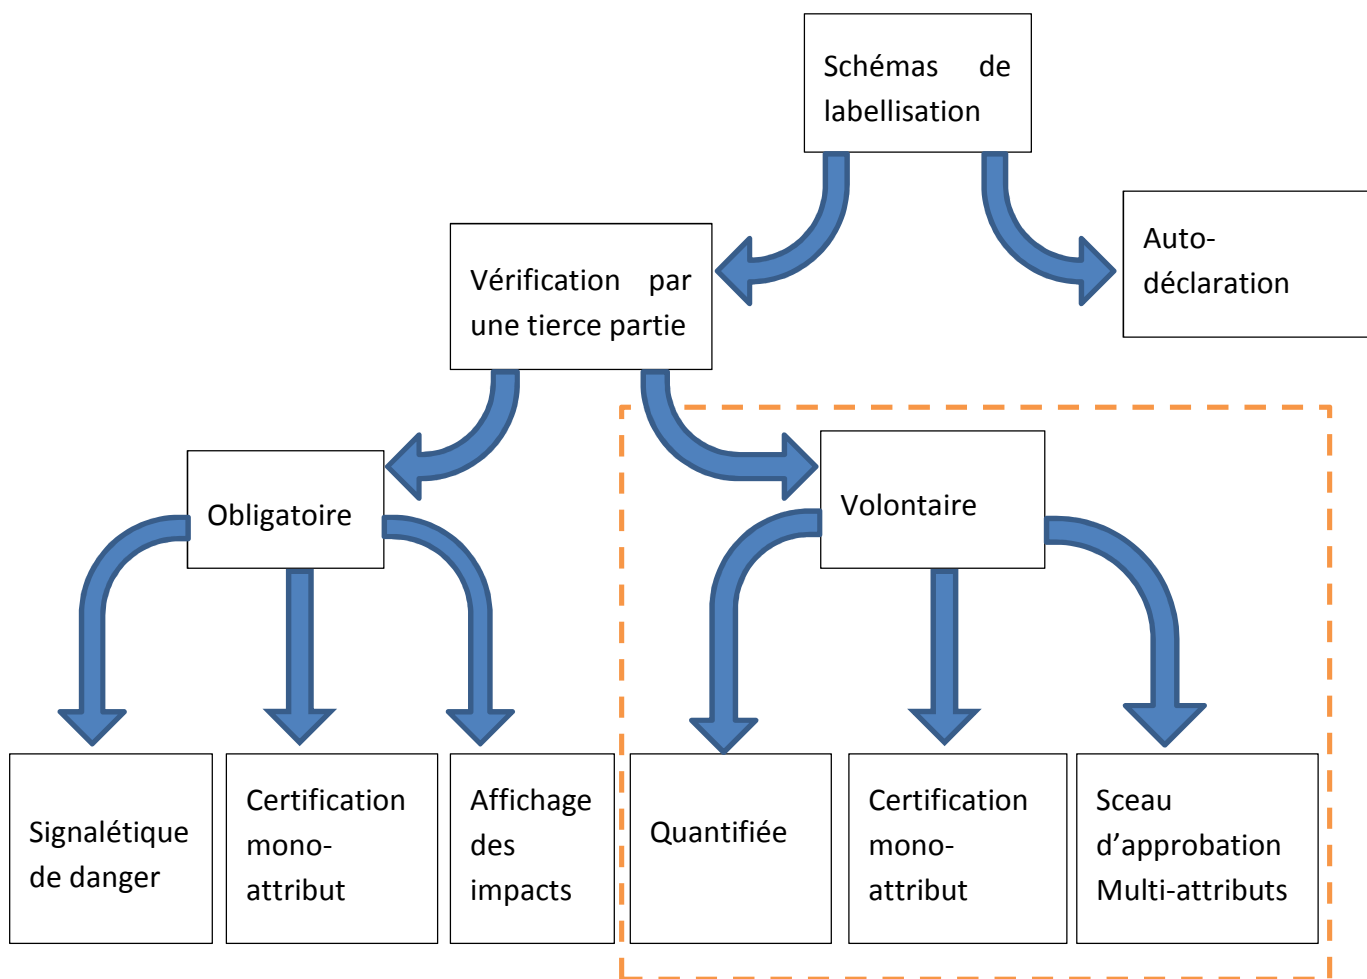 Schémas de
labellisation
Auto-
déclaration
Vérification par
une tierce partie
Obligatoire
Volontaire
Signalétique
de danger
Certification
mono-
attribut
Affichage
des
impacts
Quantifiée
Certification
mono-
attribut
Sceau
d’approbation
Multi-attributs